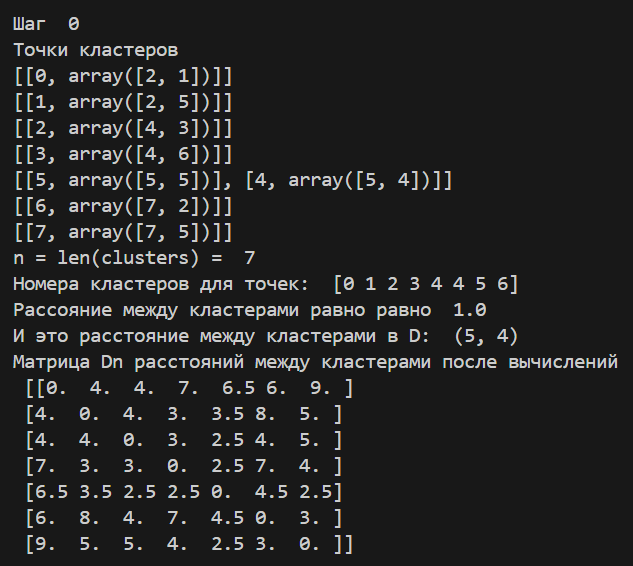 Шаг  0
Точки кластеров
[[0, array([2, 1])]]
[[1, array([2, 5])]]
[[2, array([4, 3])]]
[[3, array([4, 6])]]
[[5, array([5, 5])], [4, array([5, 4])]]
[[6, array([7, 2])]]
[[7, array([7, 5])]]
n = len(clusters) =  7
Номера кластеров для точек:  [0 1 2 3 4 4 5 6]
Рассояние между кластерами равно равно  1.0
И это расстояние между кластерами в D:  (5, 4)
Матрица Dn расстояний между кластерами после вычислений
 [[0.  4.  4.  7.  6.5 6.  9. ]
 [4.  0.  4.  3.  3.5 8.  5. ]
 [4.  4.  0.  3.  2.5 4.  5. ]
 [7.  3.  3.  0.  2.5 7.  4. ]
 [6.5 3.5 2.5 2.5 0.  4.5 2.5]
 [6.  8.  4.  7.  4.5 0.  3. ]
 [9.  5.  5.  4.  2.5 3.  0. ]]